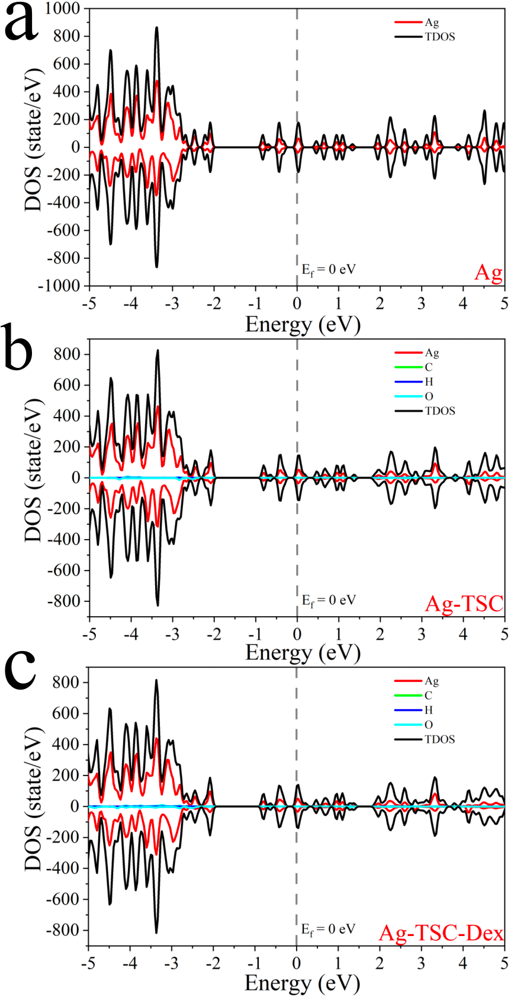 a
1000
800
600
400
200
0
-200
-400
-600
-800
-1000
DOS ((state/eV)
Ag
TDOS
E_f = 0 eV
Ag
-5 -4 -3 -2 -1 0 1 2 3 4 5
Energy (eV)
b
800
600
400
200
0
-200
-400
-600
-800
DOS ((state/eV)
Ag
C
H
O
TDOS
E_f = 0 eV
Ag-TSC
-5 -4 -3 -2 -1 0 1 2 3 4 5
Energy (eV)
c
800
600
400
200
0
-200
-400
-600
-800
DOS ((state/eV)
Ag
C
H
O
TDOS
E_f = 0 eV
Ag-TSC-Dex
-5 -4 -3 -2 -1 0 1 2 3 4 5
Energy (eV)